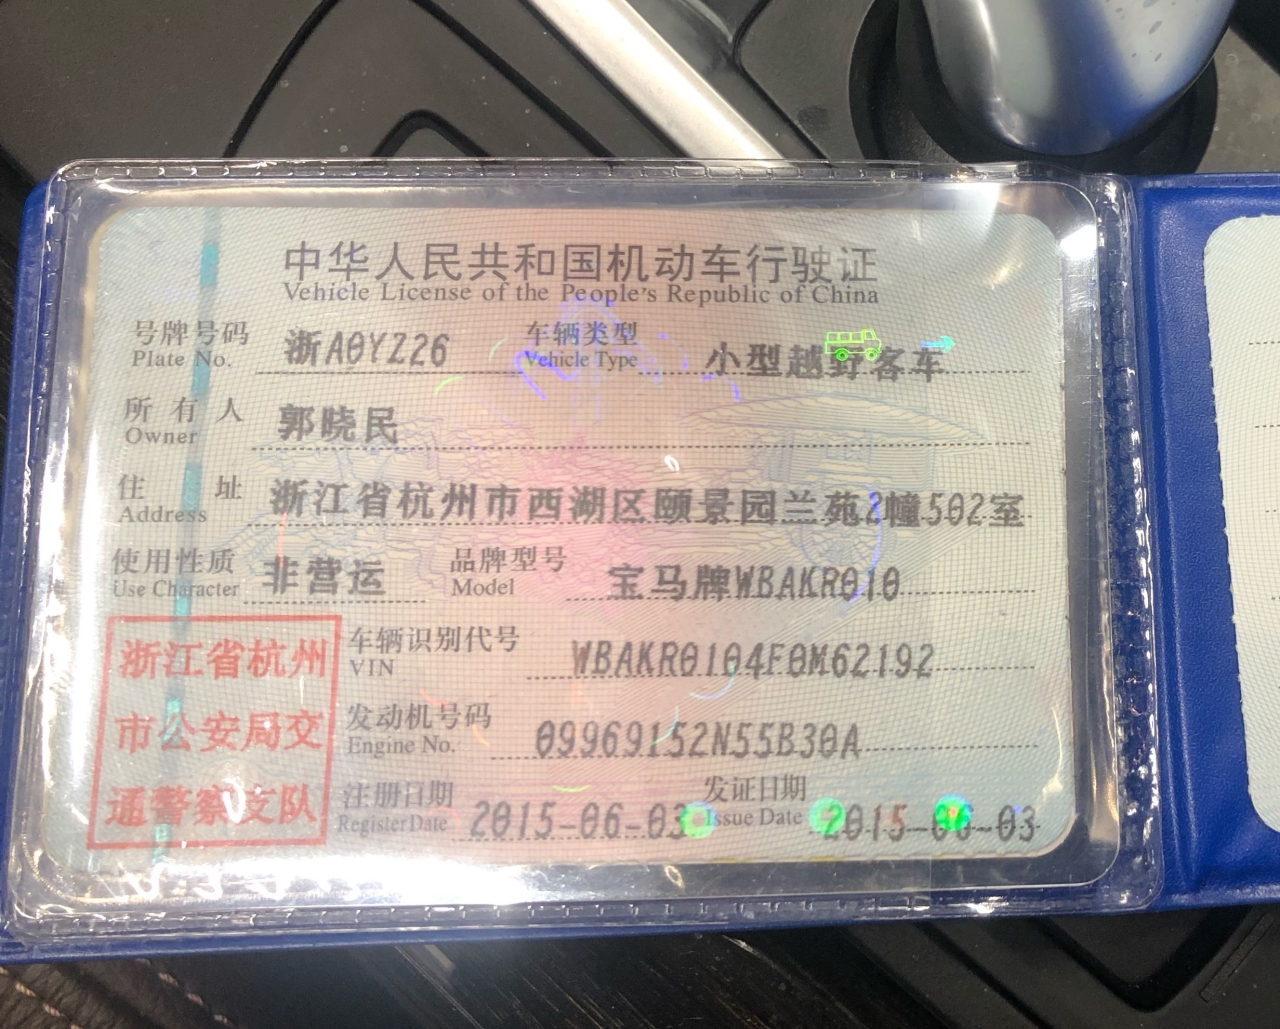 中华人民共和国机动车行驶证
Vehicle License of the People's Republic of China
号牌号码 浙A0YZ26 车辆类型 小型越野客车
Plate No. Vehicle Type
所有人 郭晓民
Owner
住址 浙江省杭州市西湖区颐景园兰苑2幢502室
Address
使用性质 非营运 品牌型号 宝马牌WBAKR010
Use Character Model
车辆识别代号 WBAKR0104F0M62192
VIN
发动机号码 09969152N55B30A
Engine No.
注册日期 2015-06-03 发证日期 2015-06-03
Register Date Issue Date
浙江省杭州
市公安局交
通警察支队